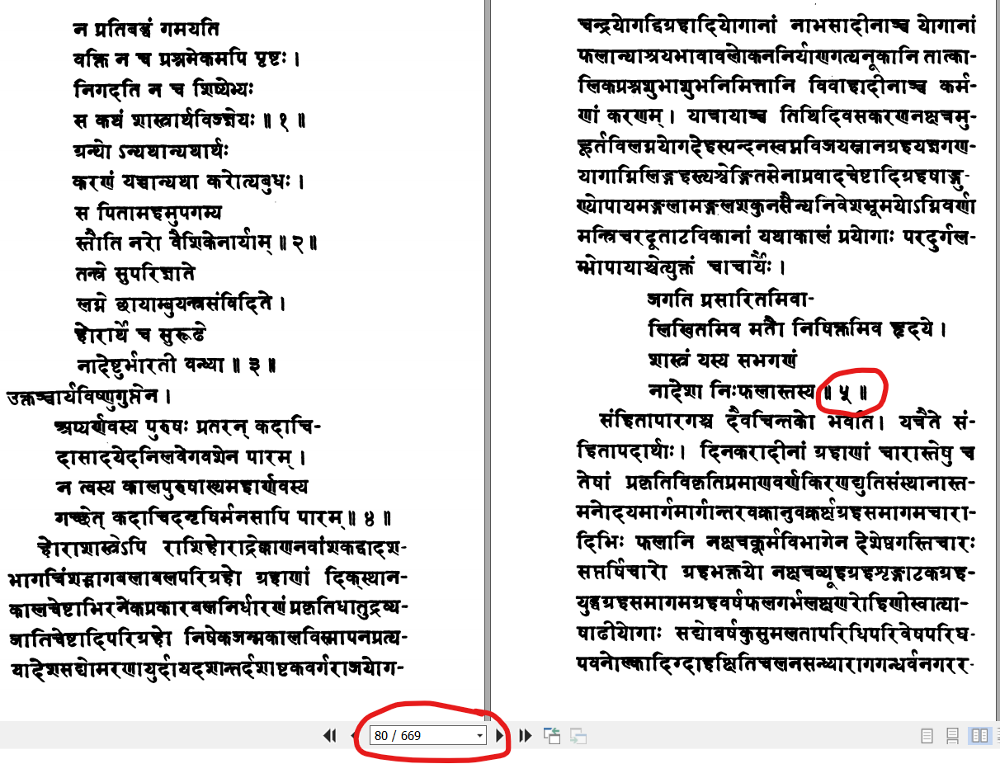 न प्रतिबद्धं गमयति
वक्ति न च प्रश्नमेकमपि पृष्टः ।
निगदति न च शिष्येभ्यः
स कथं शास्त्रार्थविज्ज्ञेयः ॥ १ ॥
ग्रन्थो ऽन्यथान्यथार्थः
करणं यच्चान्यथा करोत्यबुधः ।
स पितामहमुपगम्य
स्तौति नरो वैशिकेनार्याम् ॥ २ ॥
तन्त्रे सुपरिज्ञाते
लग्ने छायाम्बुयन्त्रसंविदिते ।
होरार्थे च सुरूढे
नादेष्टुर्भारती वन्ध्या ॥ ३ ॥
उक्तञ्चार्यविष्णुगुप्तेन ।
अप्यर्णवस्य पुरुषः प्रतरन् कदाचि-
दासादयेदनिलवेगवशेन पारम् ।
न त्वस्य कालपुरुषाख्यमहार्णवस्य
गच्छेत् कदाचिदनृषिर्मनसापि पारम् ॥ ४ ॥
होराशास्त्रेऽपि राशिहोराद्रेक्काणनवांशकद्वादश-
भागत्रिंशद्भागबलाबलपरिग्रहो ग्रहाणां दिक्स्थान-
कालचेष्टाभिरनेकप्रकारबलनिर्धारणं प्रकृतिधातुद्रव्य-
जातिचेष्टादिपरिग्रहो निषेकजन्मकालविस्मापनप्रत्य-
यादेशसद्योमरणायुर्दायदशान्तर्दशाष्टकवर्गराजयोग-
चन्द्रयोगद्विग्रहादियोगानां नाभसादीनाञ्च योगानां
फलान्याश्रयभावावलोकननिर्याणगत्यनूकानि तात्का-
लिकप्रश्नशुभाशुभनिमित्तानि विवाहादीनाञ्च कर्म-
णां करणम् । यात्रायाञ्च तिथिदिवसकरणनक्षत्रमु-
हूर्तविलग्नयोगदेहस्पन्दनस्वप्नविजयस्नानग्रहयज्ञगण-
यागाग्निलिङ्गहस्त्यश्वेङ्गितसेनाप्रवादचेष्टादिग्रहषाङ्गु-
ण्योपायमङ्गलामङ्गलशकुनसैन्यनिवेशभूमयोऽग्निवर्णा
मन्त्रिचरदूताटविकानां यथाकालं प्रयोगाः परदुर्गल-
म्भोपायाश्चेत्युक्तं चाचार्यैः ।
जगति प्रसारितमिवा-
लिखितमिव मतौ निषिक्तमिव हृदये ।
शास्त्रं यस्य सभगणं
नादेशा निःफलास्तस्य ॥ ५ ॥
संहितापारगश्च दैवचिन्तको भवति । यत्रैते सं-
हितापदार्थाः । दिनकरादीनां ग्रहाणां चारास्तेषु च
तेषां प्रकृतिविकृतिप्रमाणवर्णकिरणद्युतिसंस्थानास्त-
मनोदयमार्गमार्गान्तरवक्रानुवक्रर्क्षग्रहसमागमचारा-
दिभिः फलानि नक्षत्रकूर्मविभागेन देशेष्वगस्तिचारः
सप्तर्षिचारो ग्रहभक्तयो नक्षत्रव्यूहग्रहशृङ्गाटकग्रह-
युद्धग्रहसमागमग्रहवर्षफलगर्भलक्षणरोहिणीस्वात्या-
षाढीयोगाः सद्योवर्षकुसुमलतापरिधिपरिवेषपरिघ-
पवनोल्कादिग्दाहक्षितिचलनसन्ध्यारागगन्धर्वनगरर-
80 / 669